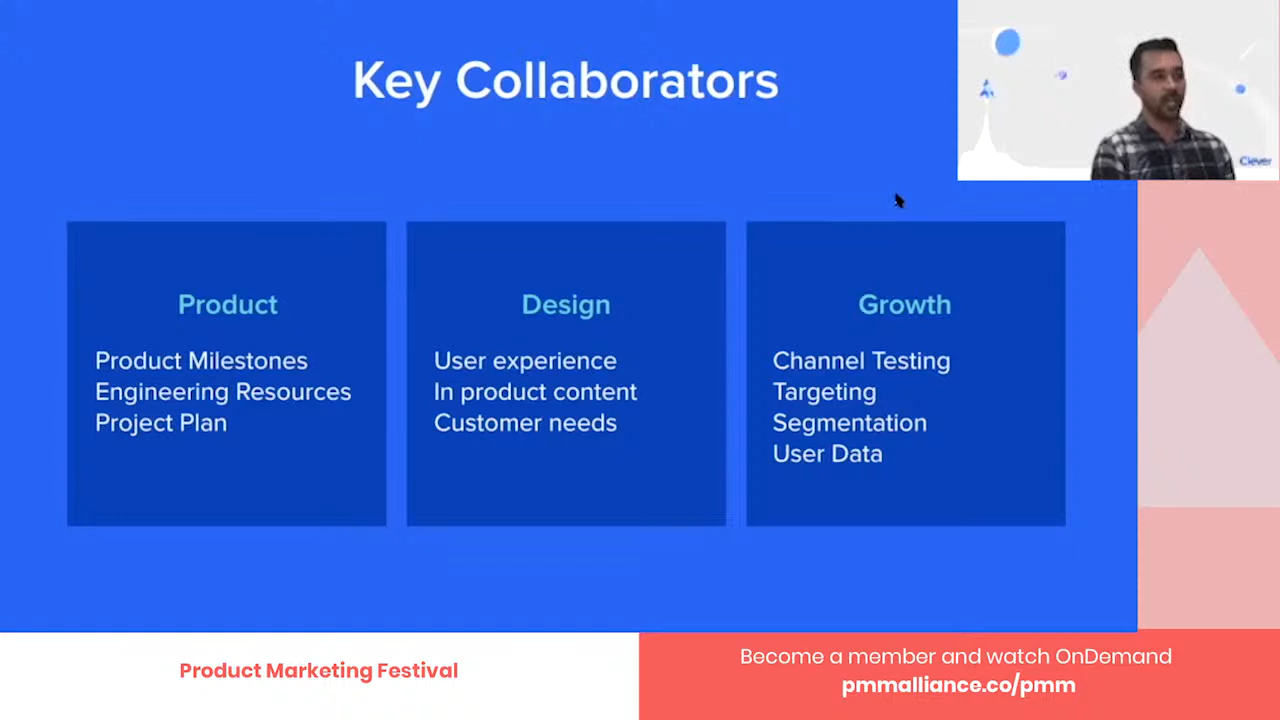 Key Collaborators
Clever
Product
Product Milestones
Engineering Resources
Project Plan
Design
User experience
In product content
Customer needs
Growth
Channel Testing
Targeting
Segmentation
User Data
Product Marketing Festival
Become a member and watch OnDemand
pmmalliance.co/pmm